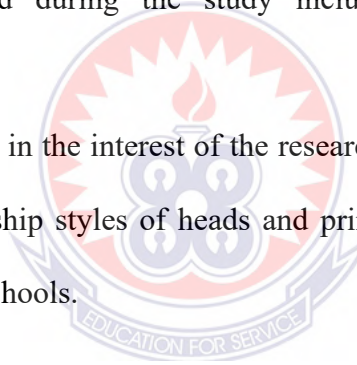 d during the study inclu
in the interest of the resear
ship styles of heads and pri
hools.
EDUCATION FOR SERVICE